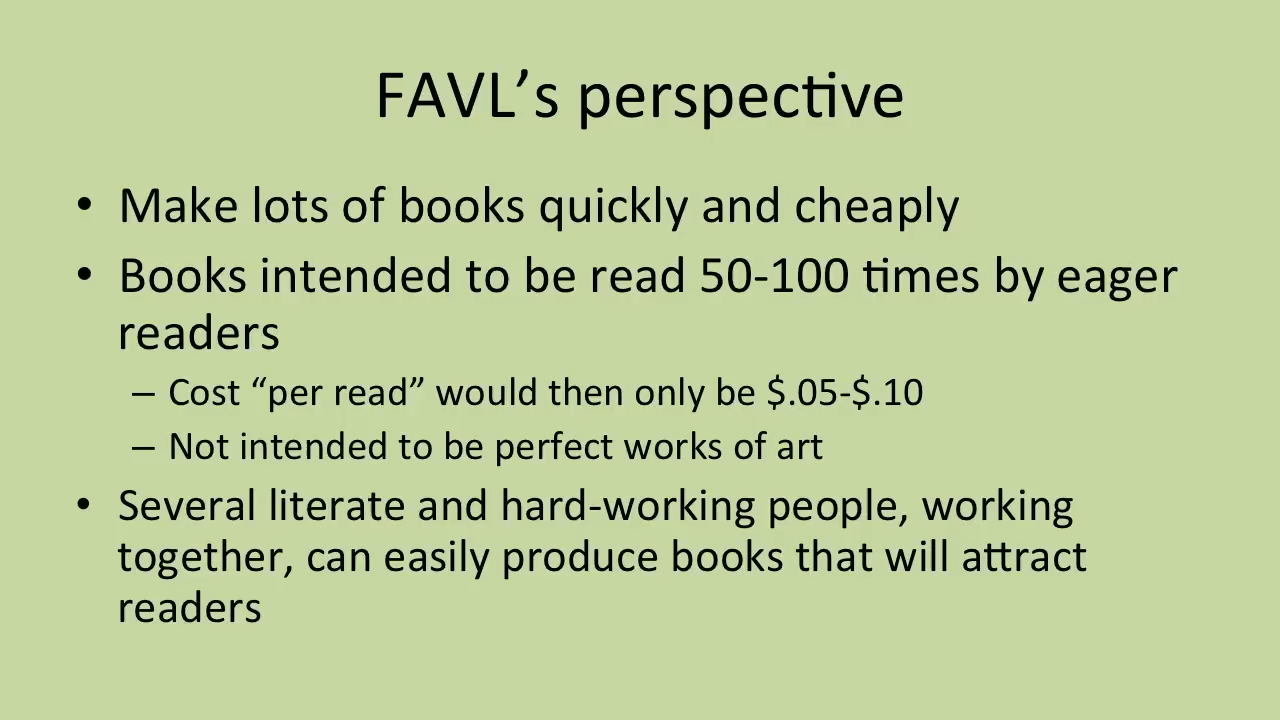 FAVL’s perspective
• Make lots of books quickly and cheaply
• Books intended to be read 50-100 times by eager
readers
– Cost “per read” would then only be $.05-$.10
– Not intended to be perfect works of art
• Several literate and hard-working people, working
together, can easily produce books that will attract
readers